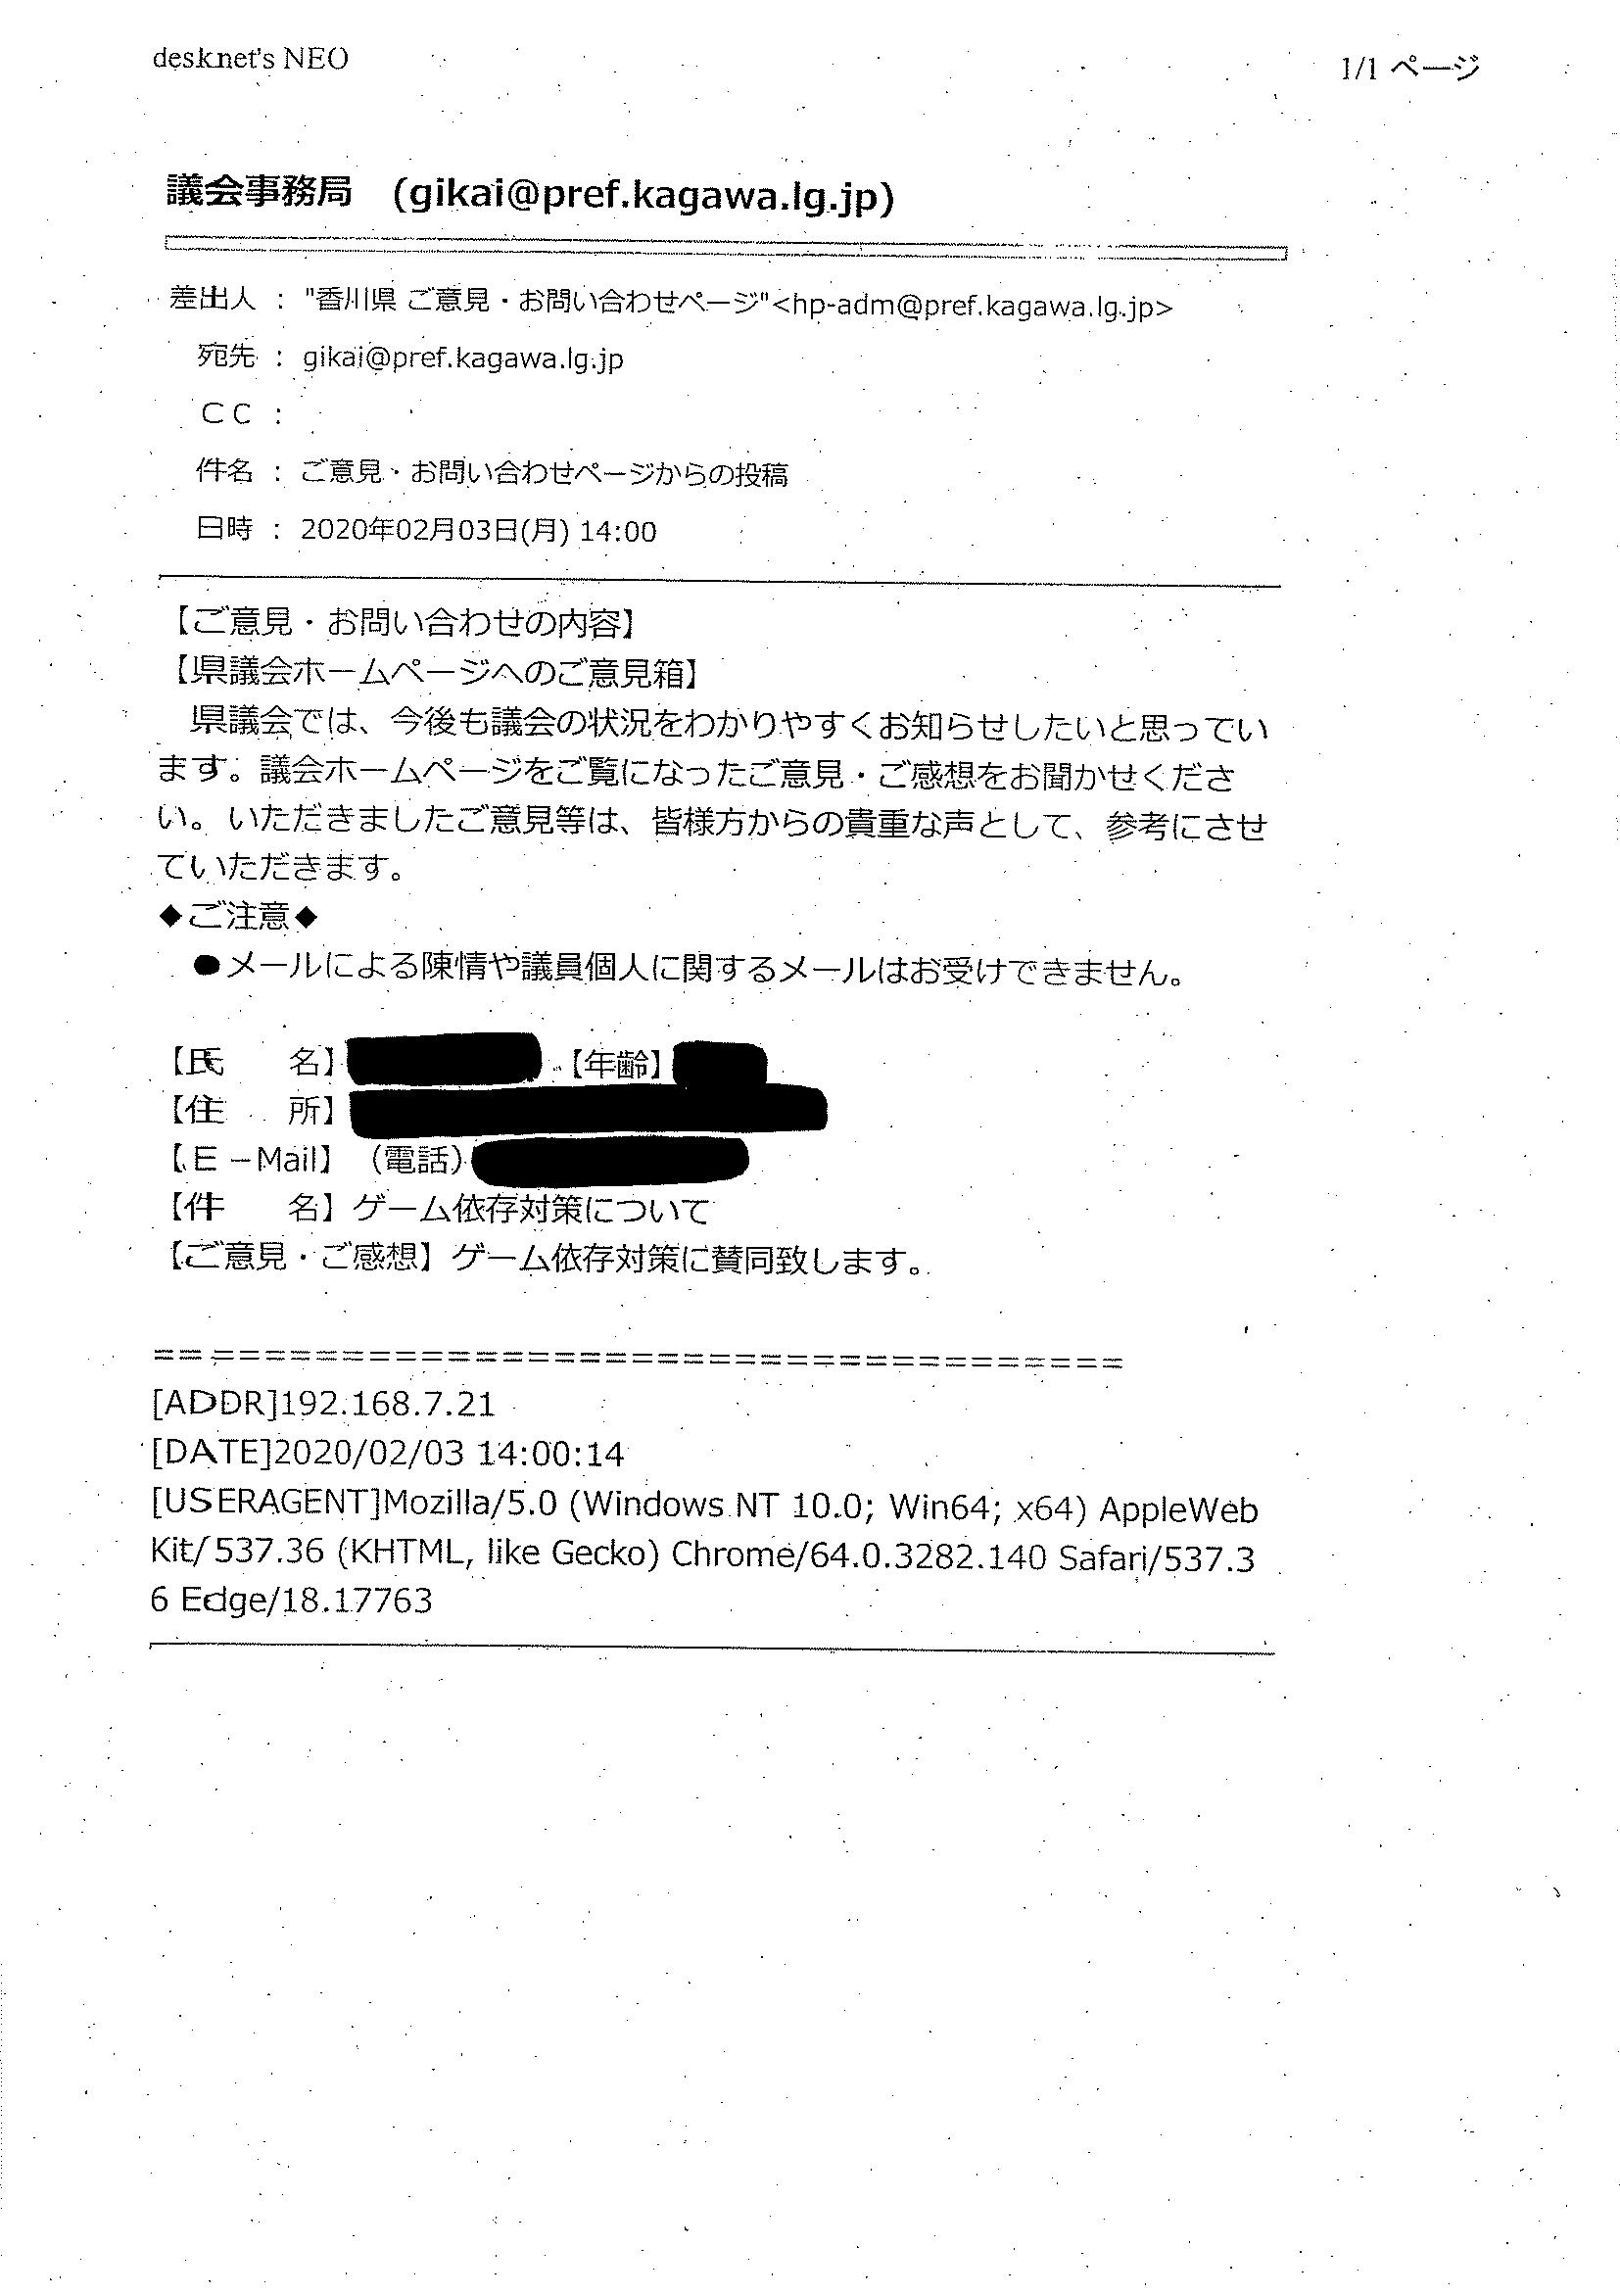 desknet's NEO
1/1 ページ
議会事務局　(gikai@pref.kagawa.lg.jp)
差出人 : "香川県 ご意見・お問い合わせページ"<hp-adm@pref.kagawa.lg.jp>
宛先 : gikai@pref.kagawa.lg.jp
ＣＣ :
件名 : ご意見・お問い合わせページからの投稿
日時 : 2020年02月03日(月) 14:00
【ご意見・お問い合わせの内容】
【県議会ホームページへのご意見箱】
　県議会では、今後も議会の状況をわかりやすくお知らせしたいと思ってい
ます。議会ホームページをご覧になったご意見・ご感想をお聞かせくださ
い。いただきましたご意見等は、皆様方からの貴重な声として、参考にさせ
ていただきます。
◆ご注意◆
　●メールによる陳情や議員個人に関するメールはお受けできません。
【氏　　名】　【年齢】
【住　　所】
【Ｅ－Mail】（電話）
【件　　名】ゲーム依存対策について
【ご意見・ご感想】ゲーム依存対策に賛同致します。
=====================================
[ADDR]192.168.7.21
[DATE]2020/02/03 14:00:14
[USERAGENT]Mozilla/5.0 (Windows NT 10.0; Win64; x64) AppleWeb
Kit/537.36 (KHTML, like Gecko) Chrome/64.0.3282.140 Safari/537.3
6 Edge/18.17763